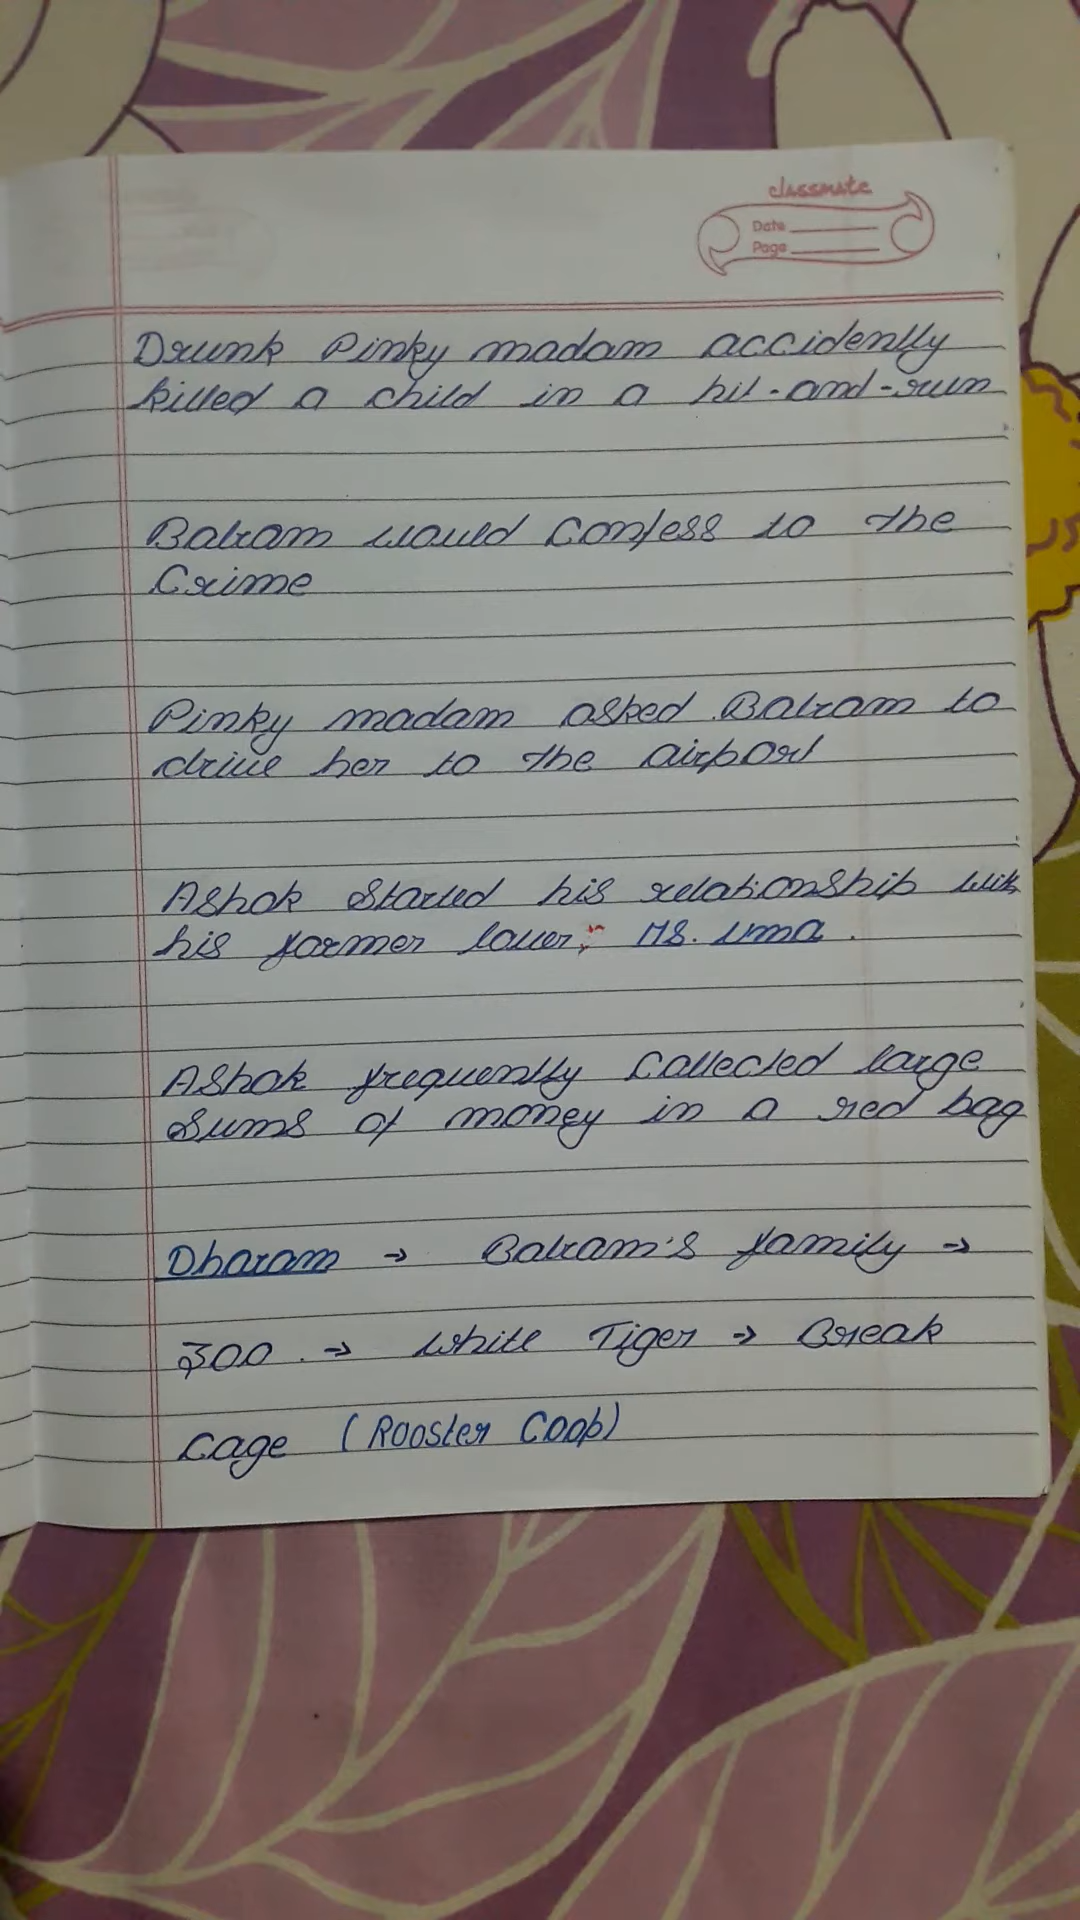 classmate
Date
Page
Drunk Pinky madam accidently
killed a child in a hit-and-run
Balram would confess to the
Crime
Pinky madam asked Balram to
drive her to the airport
Ashok started his relationship with
his former lover, Ms. Uma.
Ashok frequently collected large
sums of money in a red bag
Dharam → Balram's family →
300 → White Tiger → Break
cage (Rooster Coop)